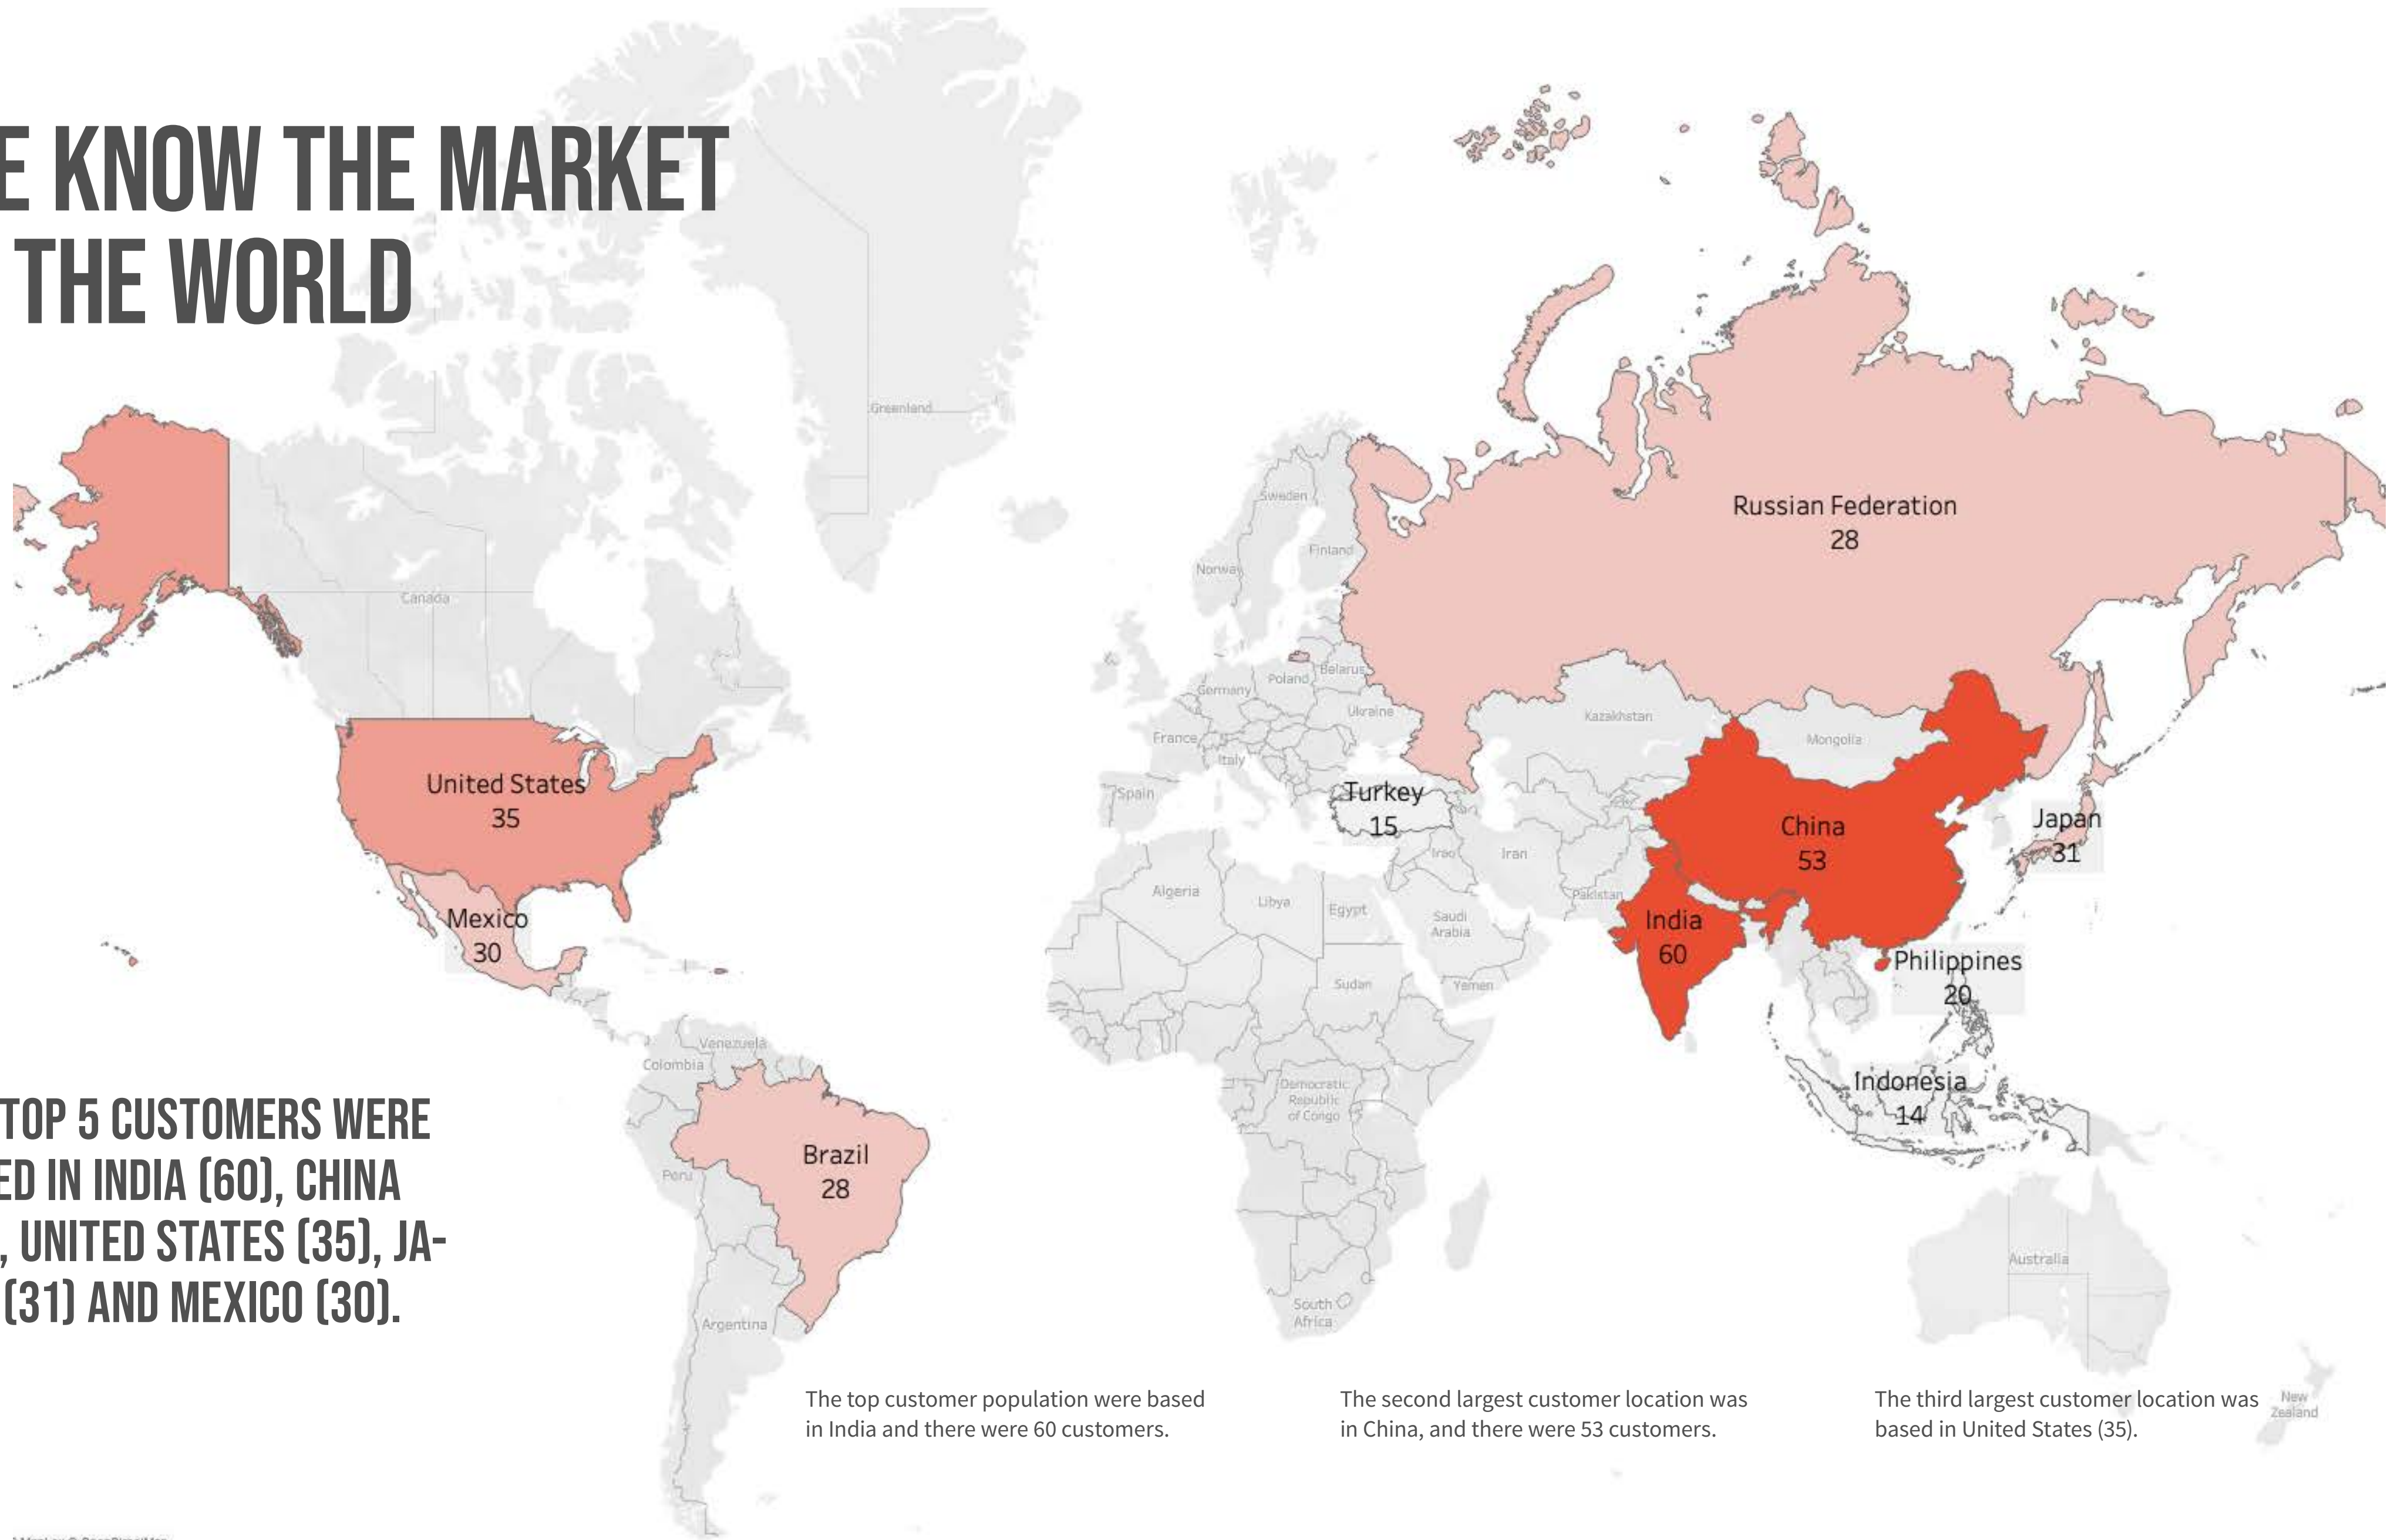 E KNOW THE MARKET
THE WORLD
Greenland
Sweden
Russian Federation
28
Finland
Norway
Canada
Belarus
Poland
Germany
Ukraine
Kazakhstan
France
Mongolia
Italy
United States
35
Spain
Turkey
15
China
53
Japan
31
Iraq
Iran
Algeria
Pakistan
Libya
Egypt
Saudi
Arabia
Mexico
30
India
60
Philippines
20
Sudan
Yemen
Venezuela
Colombia
Democratic
Republic
of Congo
Indonesia
14
TOP 5 CUSTOMERS WERE
ED IN INDIA (60), CHINA
, UNITED STATES (35), JA-
(31) AND MEXICO (30).
Brazil
28
Peru
Australia
South
Africa
Argentina
The top customer population were based
in India and there were 60 customers.
The second largest customer location was
in China, and there were 53 customers.
The third largest customer location was
based in United States (35).
New
Zealand